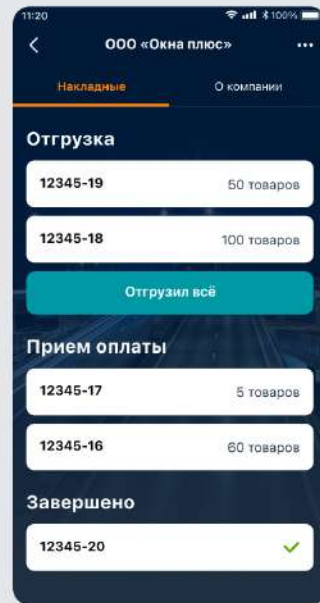 11:20 100%
ООО «Окна плюс»
Накладные О компании
Отгрузка
12345-19 50 товаров
12345-18 100 товаров
Отгрузил всё
Прием оплаты
12345-17 5 товаров
12345-16 60 товаров
Завершено
12345-20